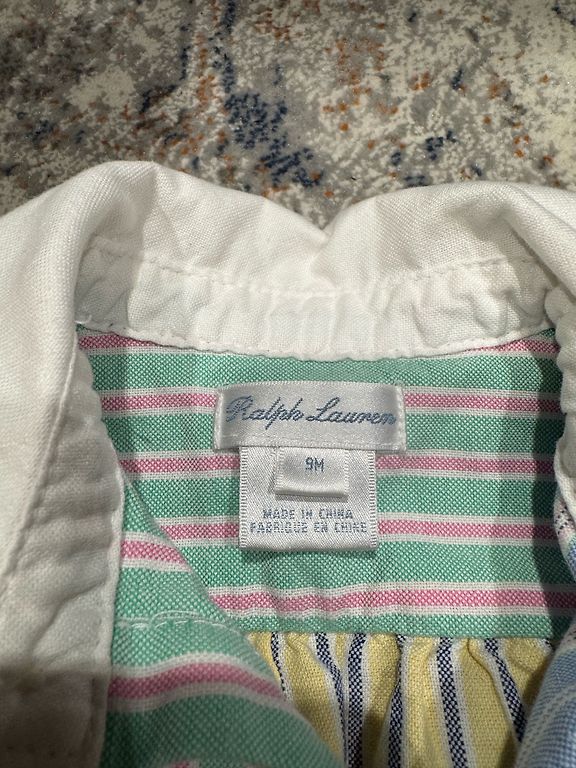 Ralph Lauren
9M
MADE IN CHINA
FABRIQUE EN CHINE